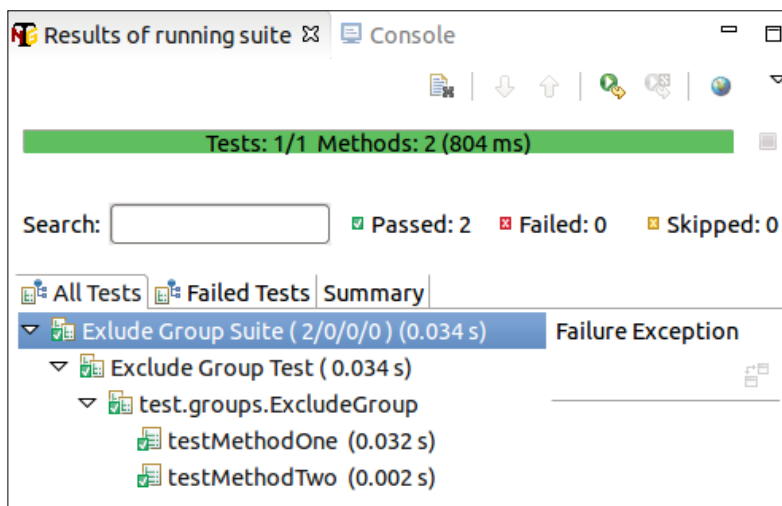 Results of running suite Console
Tests: 1/1 Methods: 2 (804 ms)
Search: Passed: 2 Failed: 0 Skipped: 0
All Tests Failed Tests Summary
Exlude Group Suite ( 2/0/0/0 ) (0.034 s) Failure Exception
Exclude Group Test ( 0.034 s)
test.groups.ExcludeGroup
testMethodOne (0.032 s)
testMethodTwo (0.002 s)